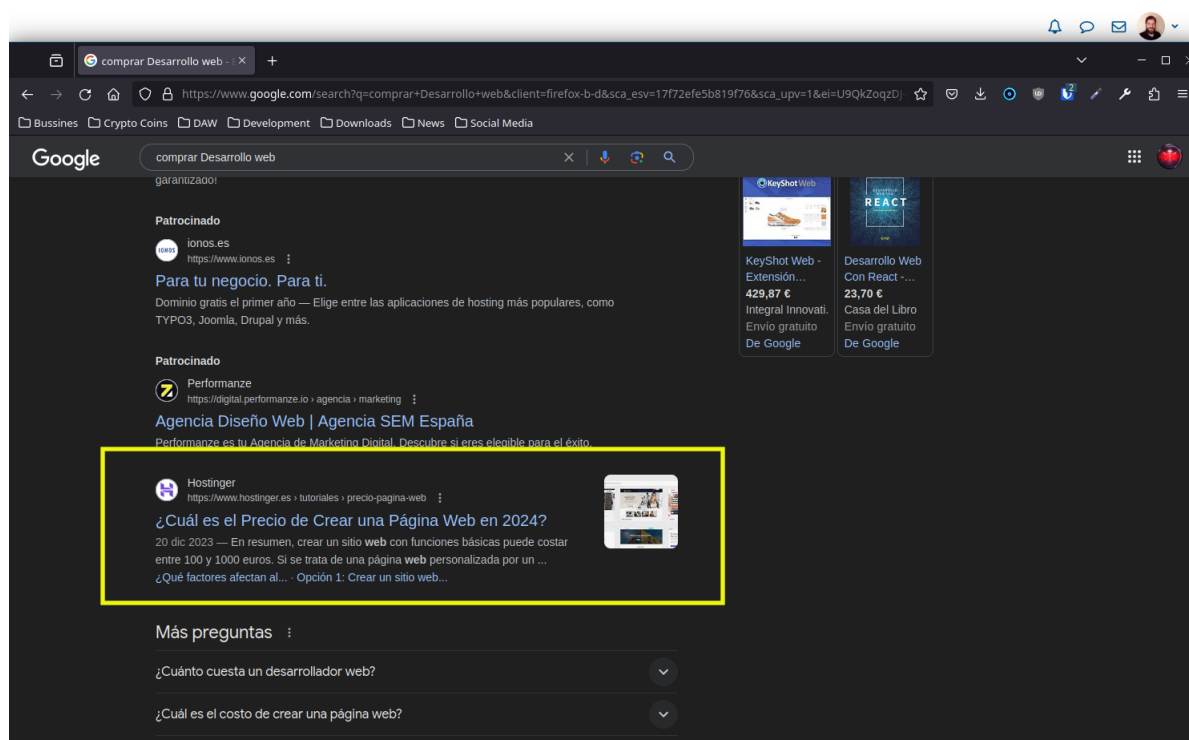 comprar Desarrollo web - E
https://www.google.com/search?q=comprar+Desarrollo+web&client=firefox-b-d&sca_esv=17f72efe5b819f76&sca_upv=1&ei=U9QkZoqzDj-
2
Bussines Crypto Coins DAW Development Downloads News Social Media
Google
comprar Desarrollo web
garantizado!
Patrocinado
IONOS
ionos.es
https://www.ionos.es
Para tu negocio. Para ti.
Dominio gratis el primer año — Elige entre las aplicaciones de hosting más populares, como
TYPO3, Joomla, Drupal y más.
Patrocinado
Performanze
https://digital.performanze.io › agencia › marketing
Agencia Diseño Web | Agencia SEM España
Performanze es tu Agencia de Marketing Digital. Descubre si eres elegible para el éxito.
Hostinger
https://www.hostinger.es › tutoriales › precio-pagina-web
¿Cuál es el Precio de Crear una Página Web en 2024?
20 dic 2023 — En resumen, crear un sitio web con funciones básicas puede costar
entre 100 y 1000 euros. Si se trata de una página web personalizada por un ...
¿Qué factores afectan al... · Opción 1: Crear un sitio web...
Más preguntas
¿Cuánto cuesta un desarrollador web?
¿Cuál es el costo de crear una página web?
KeyShot Web
KeyShot Web -
Extensión...
429,87 €
Integral Innovati.
Envío gratuito
De Google
REACT
Desarrollo Web
Con React -...
23,70 €
Casa del Libro
Envío gratuito
De Google